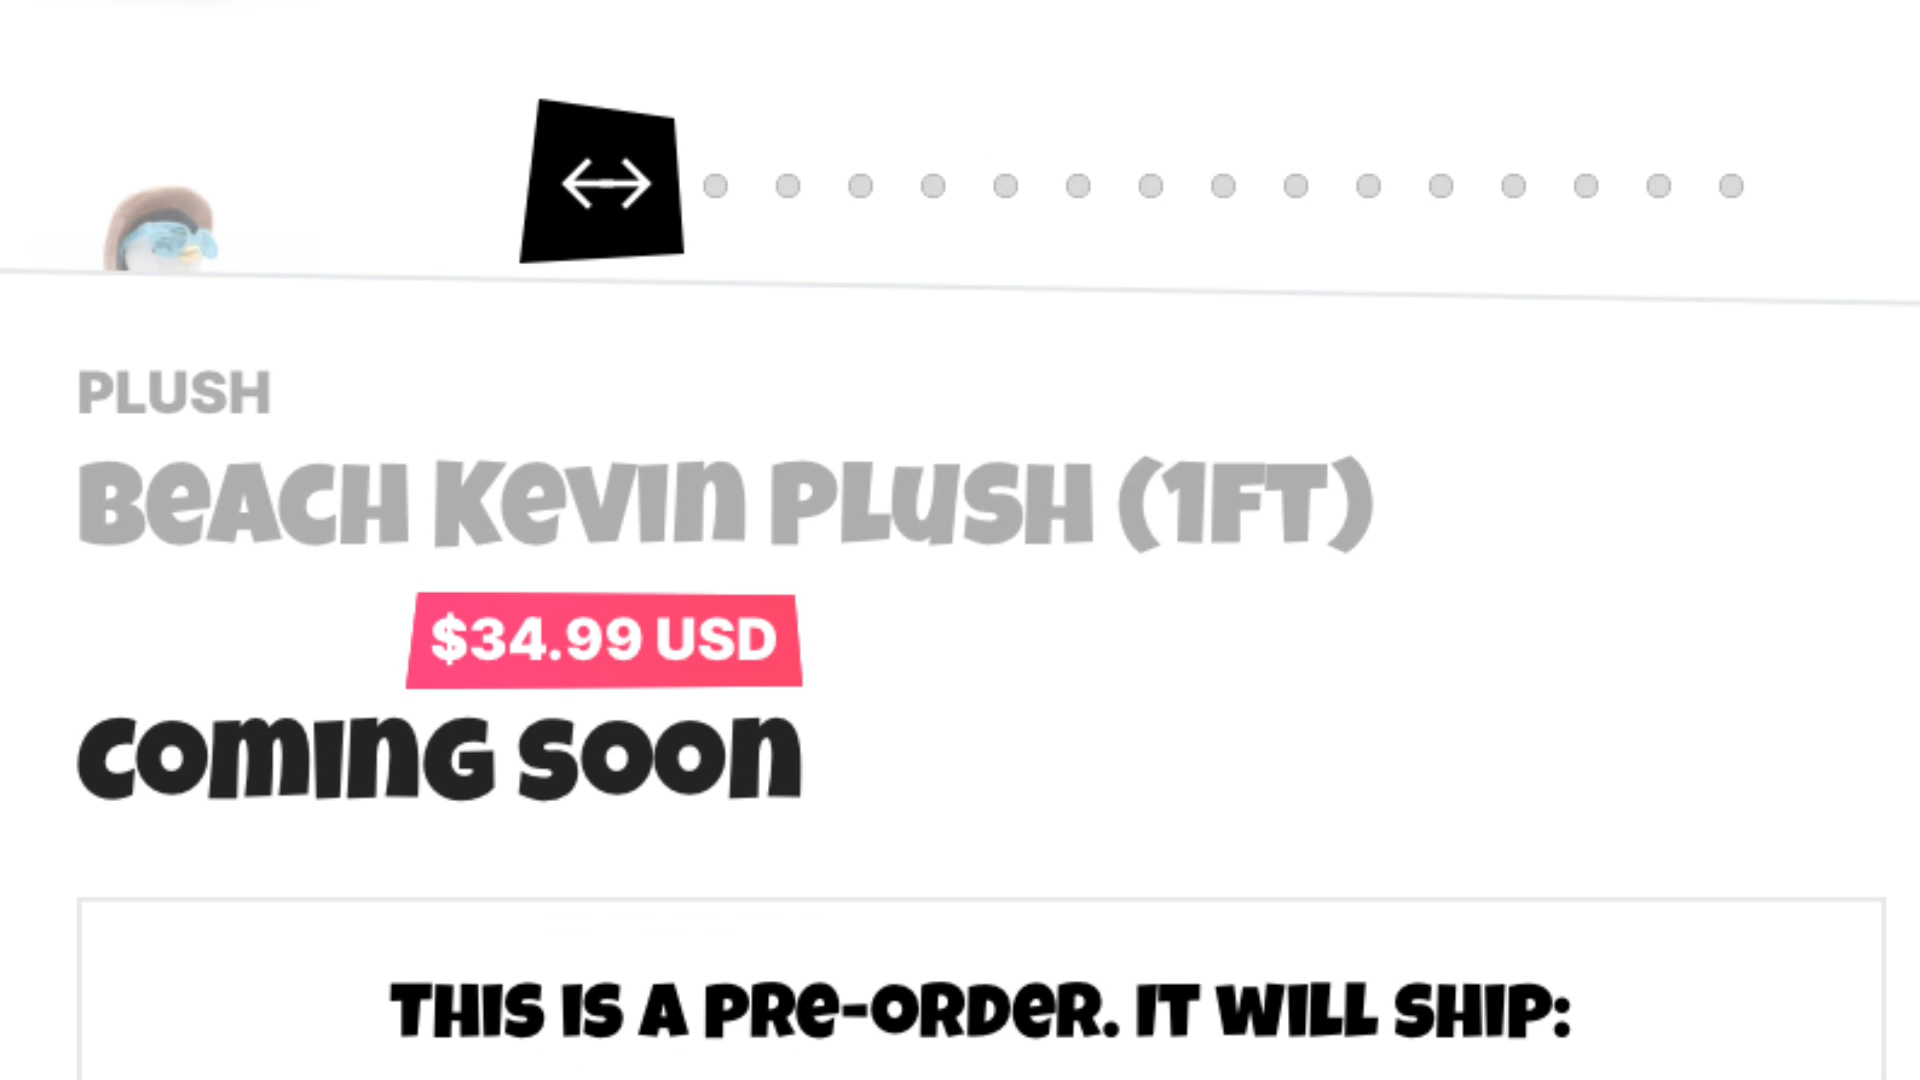 PLUSH
BEACH KEVIN PLUSH (1FT)
$34.99 USD
COMING SOON
THIS IS A PRE-ORDER. IT WILL SHIP: